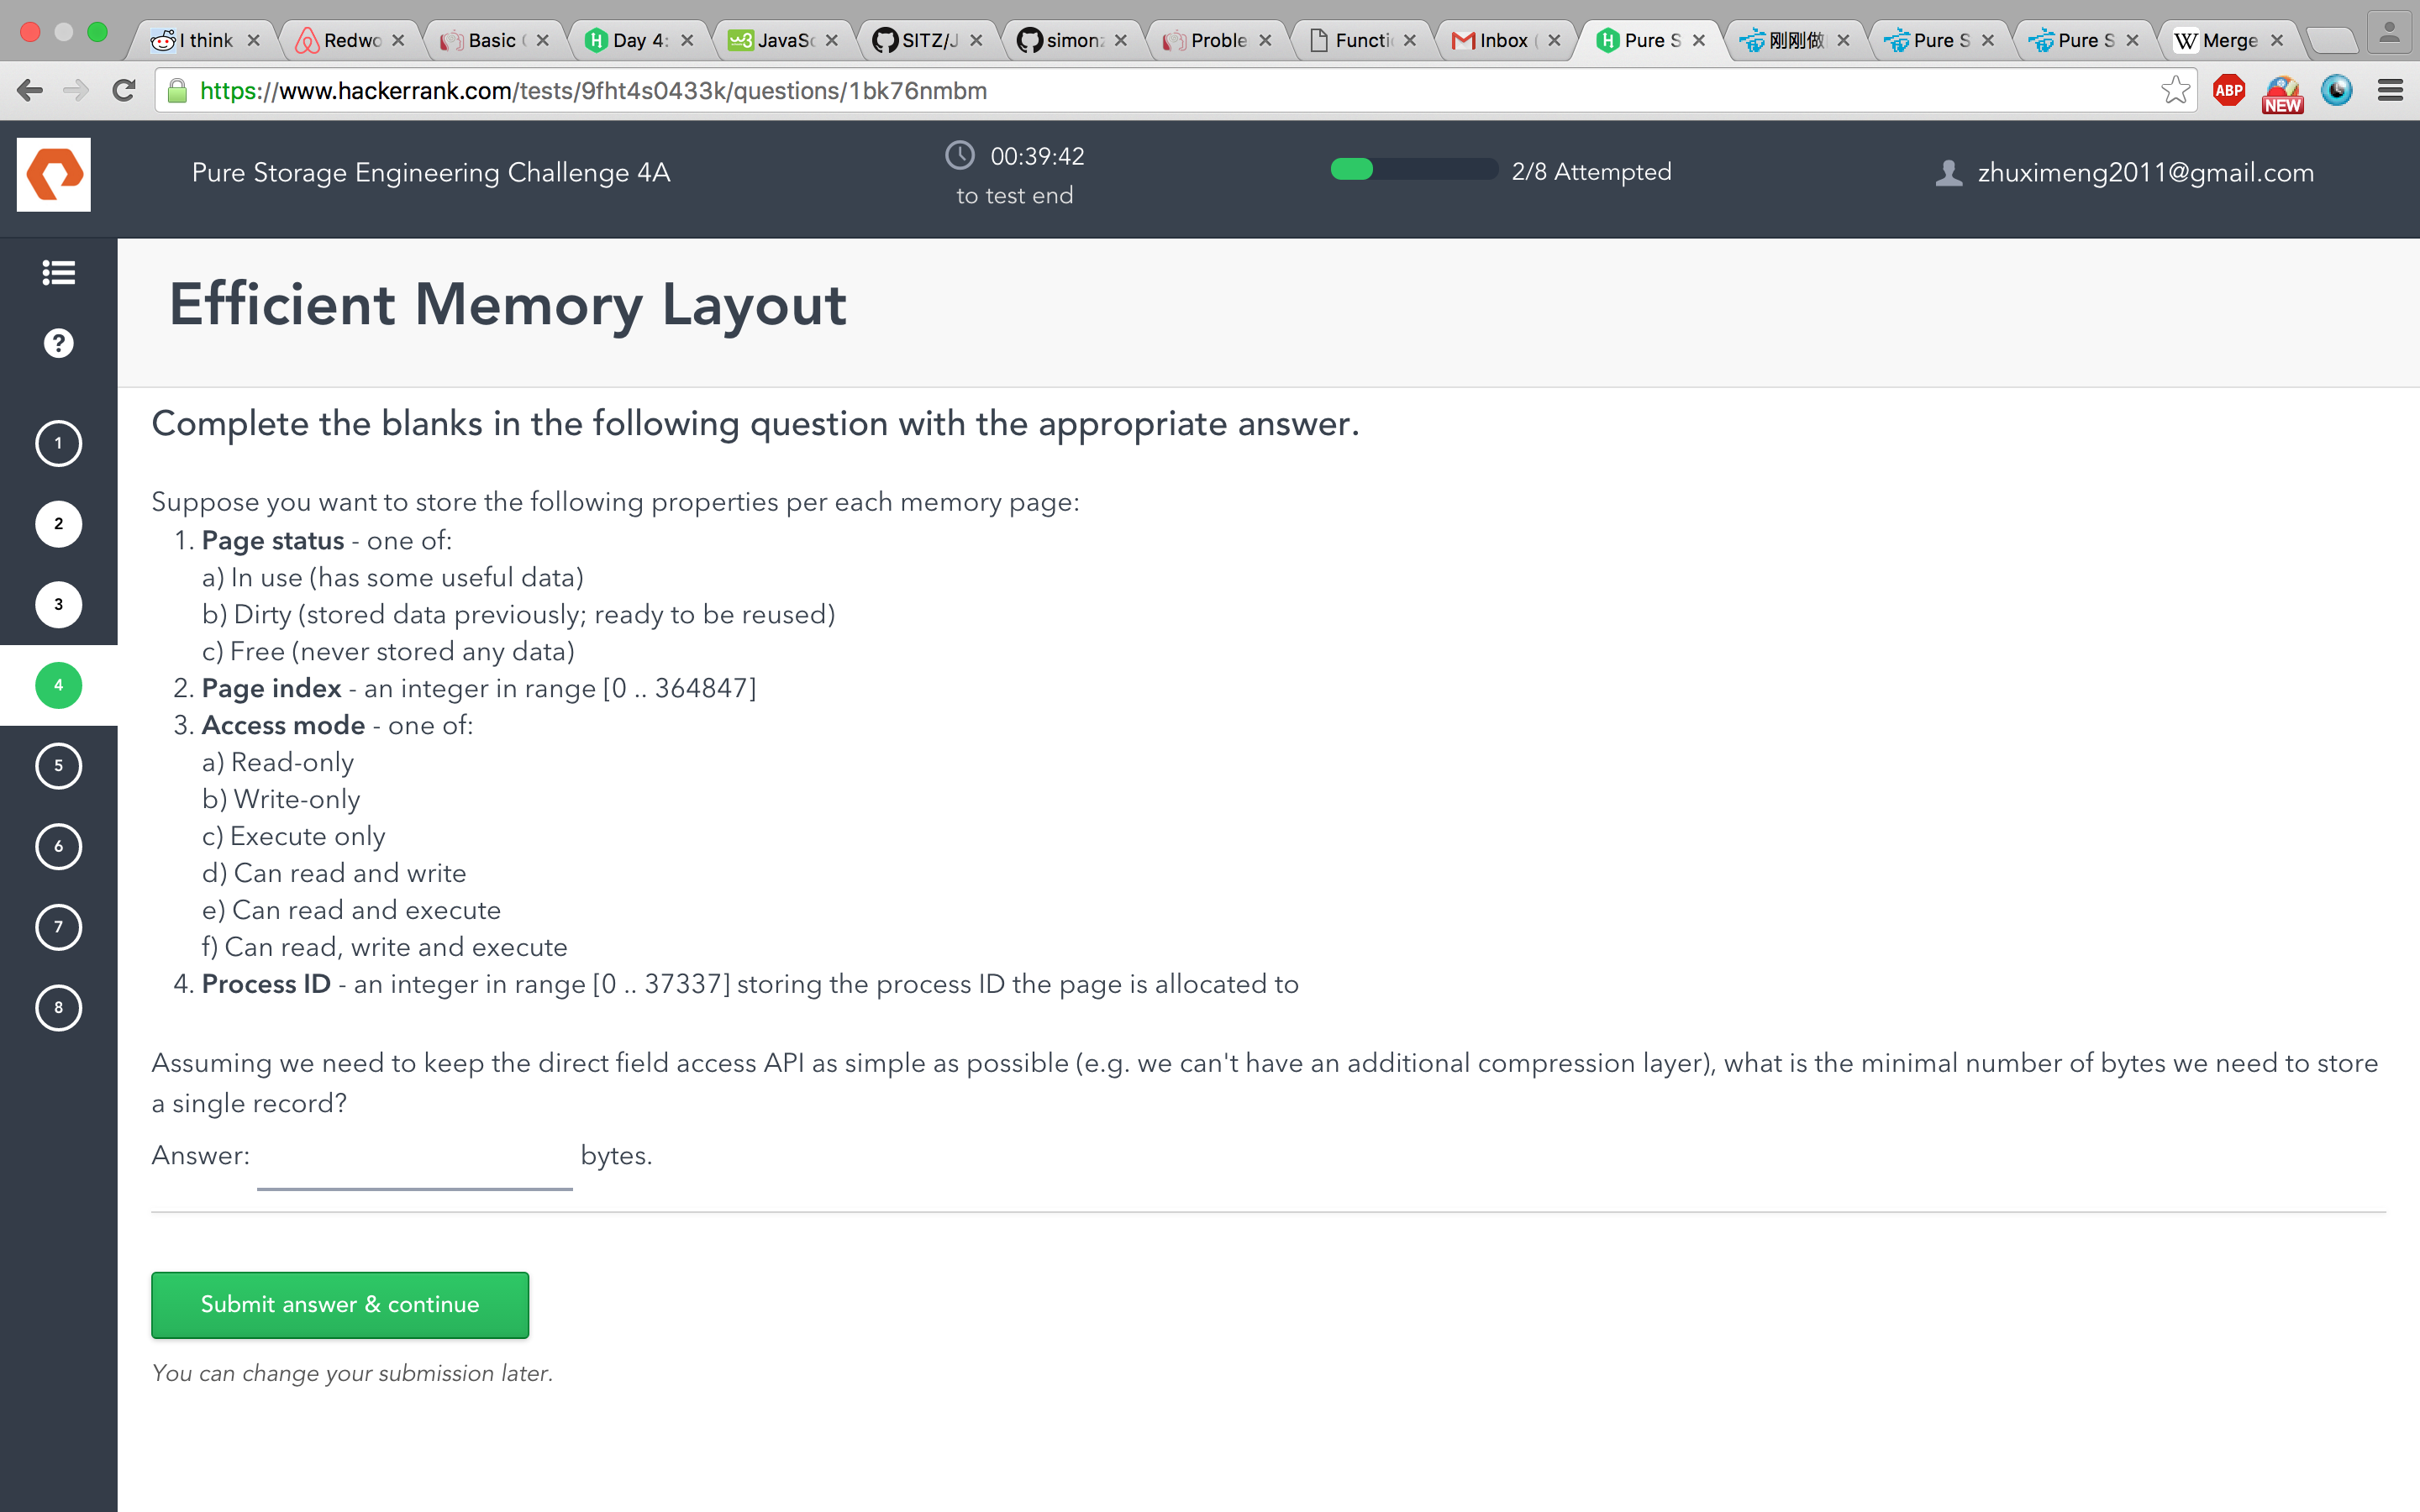 I think
Redwo
Basic (
Day 4:
JavaSc
SITZ/J
simonz
Proble
Functi
Inbox (
Pure S
刚刚做
Pure S
Pure S
W Merge
https://www.hackerrank.com/tests/9fht4s0433k/questions/1bk76nmbm
ABP
NEW
Pure Storage Engineering Challenge 4A
00:39:42
to test end
2/8 Attempted
zhuximeng2011@gmail.com
?
1
2
3
4
5
6
7
8
Efficient Memory Layout
Complete the blanks in the following question with the appropriate answer.
Suppose you want to store the following properties per each memory page:
1. Page status - one of:
a) In use (has some useful data)
b) Dirty (stored data previously; ready to be reused)
c) Free (never stored any data)
2. Page index - an integer in range [0 .. 364847]
3. Access mode - one of:
a) Read-only
b) Write-only
c) Execute only
d) Can read and write
e) Can read and execute
f) Can read, write and execute
4. Process ID - an integer in range [0 .. 37337] storing the process ID the page is allocated to
Assuming we need to keep the direct field access API as simple as possible (e.g. we can't have an additional compression layer), what is the minimal number of bytes we need to store
a single record?
Answer: bytes.
Submit answer & continue
You can change your submission later.